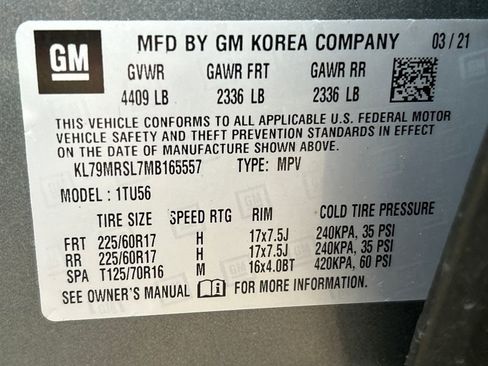 GM MFD BY GM KOREA COMPANY 03/21
GVWR GAWR FRT GAWR RR
4409 LB 2336 LB 2336 LB
THIS VEHICLE CONFORMS TO ALL APPLICABLE U.S. FEDERAL MOTOR
VEHICLE SAFETY AND THEFT PREVENTION STANDARDS IN EFFECT
ON THE DATE OF MANUFACTURE SHOWN ABOVE.
KL79MRSL7MB165557 TYPE: MPV
MODEL: 1TU56
TIRE SIZE SPEED RTG RIM COLD TIRE PRESSURE
FRT 225/60R17 H 17x7.5J 240KPA, 35 PSI
RR 225/60R17 H 17x7.5J 240KPA, 35 PSI
SPA T125/70R16 M 16x4.0BT 420KPA, 60 PSI
SEE OWNER'S MANUAL FOR MORE INFORMATION.